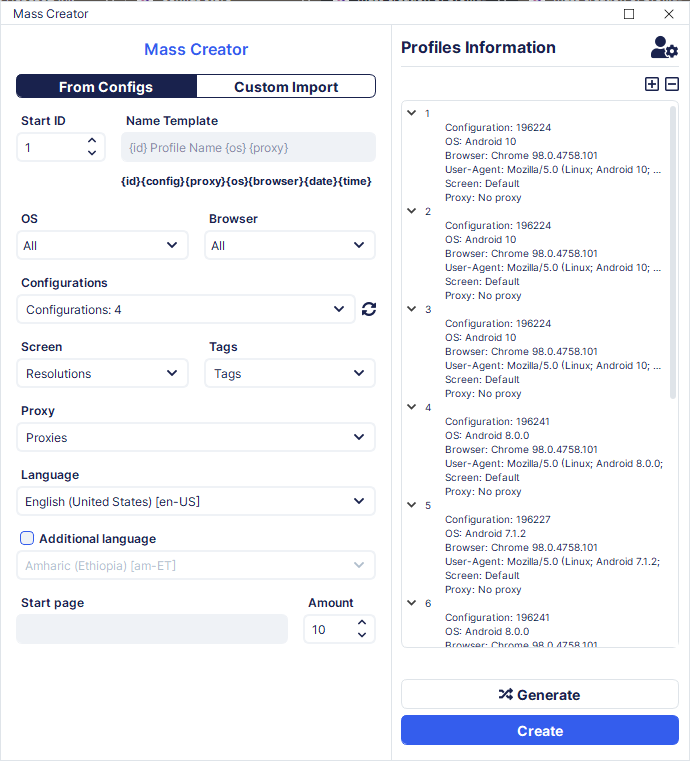 Mass Creator
Mass Creator
From Configs
Custom Import
Start ID
Name Template
1
{id} Profile Name {os} {proxy}
{id}{config}{proxy}{os}{browser}{date}{time}
OS
Browser
All
All
Configurations
Configurations: 4
Screen
Tags
Resolutions
Tags
Proxy
Proxies
Language
English (United States) [en-US]
Additional language
Amharic (Ethiopia) [am-ET]
Start page
Amount
10
Profiles Information
1
Configuration: 196224
OS: Android 10
Browser: Chrome 98.0.4758.101
User-Agent: Mozilla/5.0 (Linux; Android 10; ...
Screen: Default
Proxy: No proxy
2
Configuration: 196224
OS: Android 10
Browser: Chrome 98.0.4758.101
User-Agent: Mozilla/5.0 (Linux; Android 10; ...
Screen: Default
Proxy: No proxy
3
Configuration: 196224
OS: Android 10
Browser: Chrome 98.0.4758.101
User-Agent: Mozilla/5.0 (Linux; Android 10; ...
Screen: Default
Proxy: No proxy
4
Configuration: 196241
OS: Android 8.0.0
Browser: Chrome 98.0.4758.101
User-Agent: Mozilla/5.0 (Linux; Android 8.0.0;
Screen: Default
Proxy: No proxy
5
Configuration: 196227
OS: Android 7.1.2
Browser: Chrome 98.0.4758.101
User-Agent: Mozilla/5.0 (Linux; Android 7.1.2;
Screen: Default
Proxy: No proxy
6
Configuration: 196241
OS: Android 8.0.0
Browser: Chrome 98.0.4758.101
Generate
Create